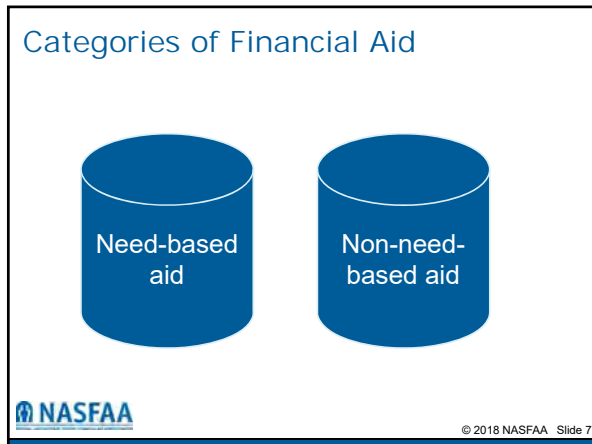 Categories of Financial Aid
Need-based
aid
Non-need-
based aid
NASFAA
© 2018 NASFAA Slide 7